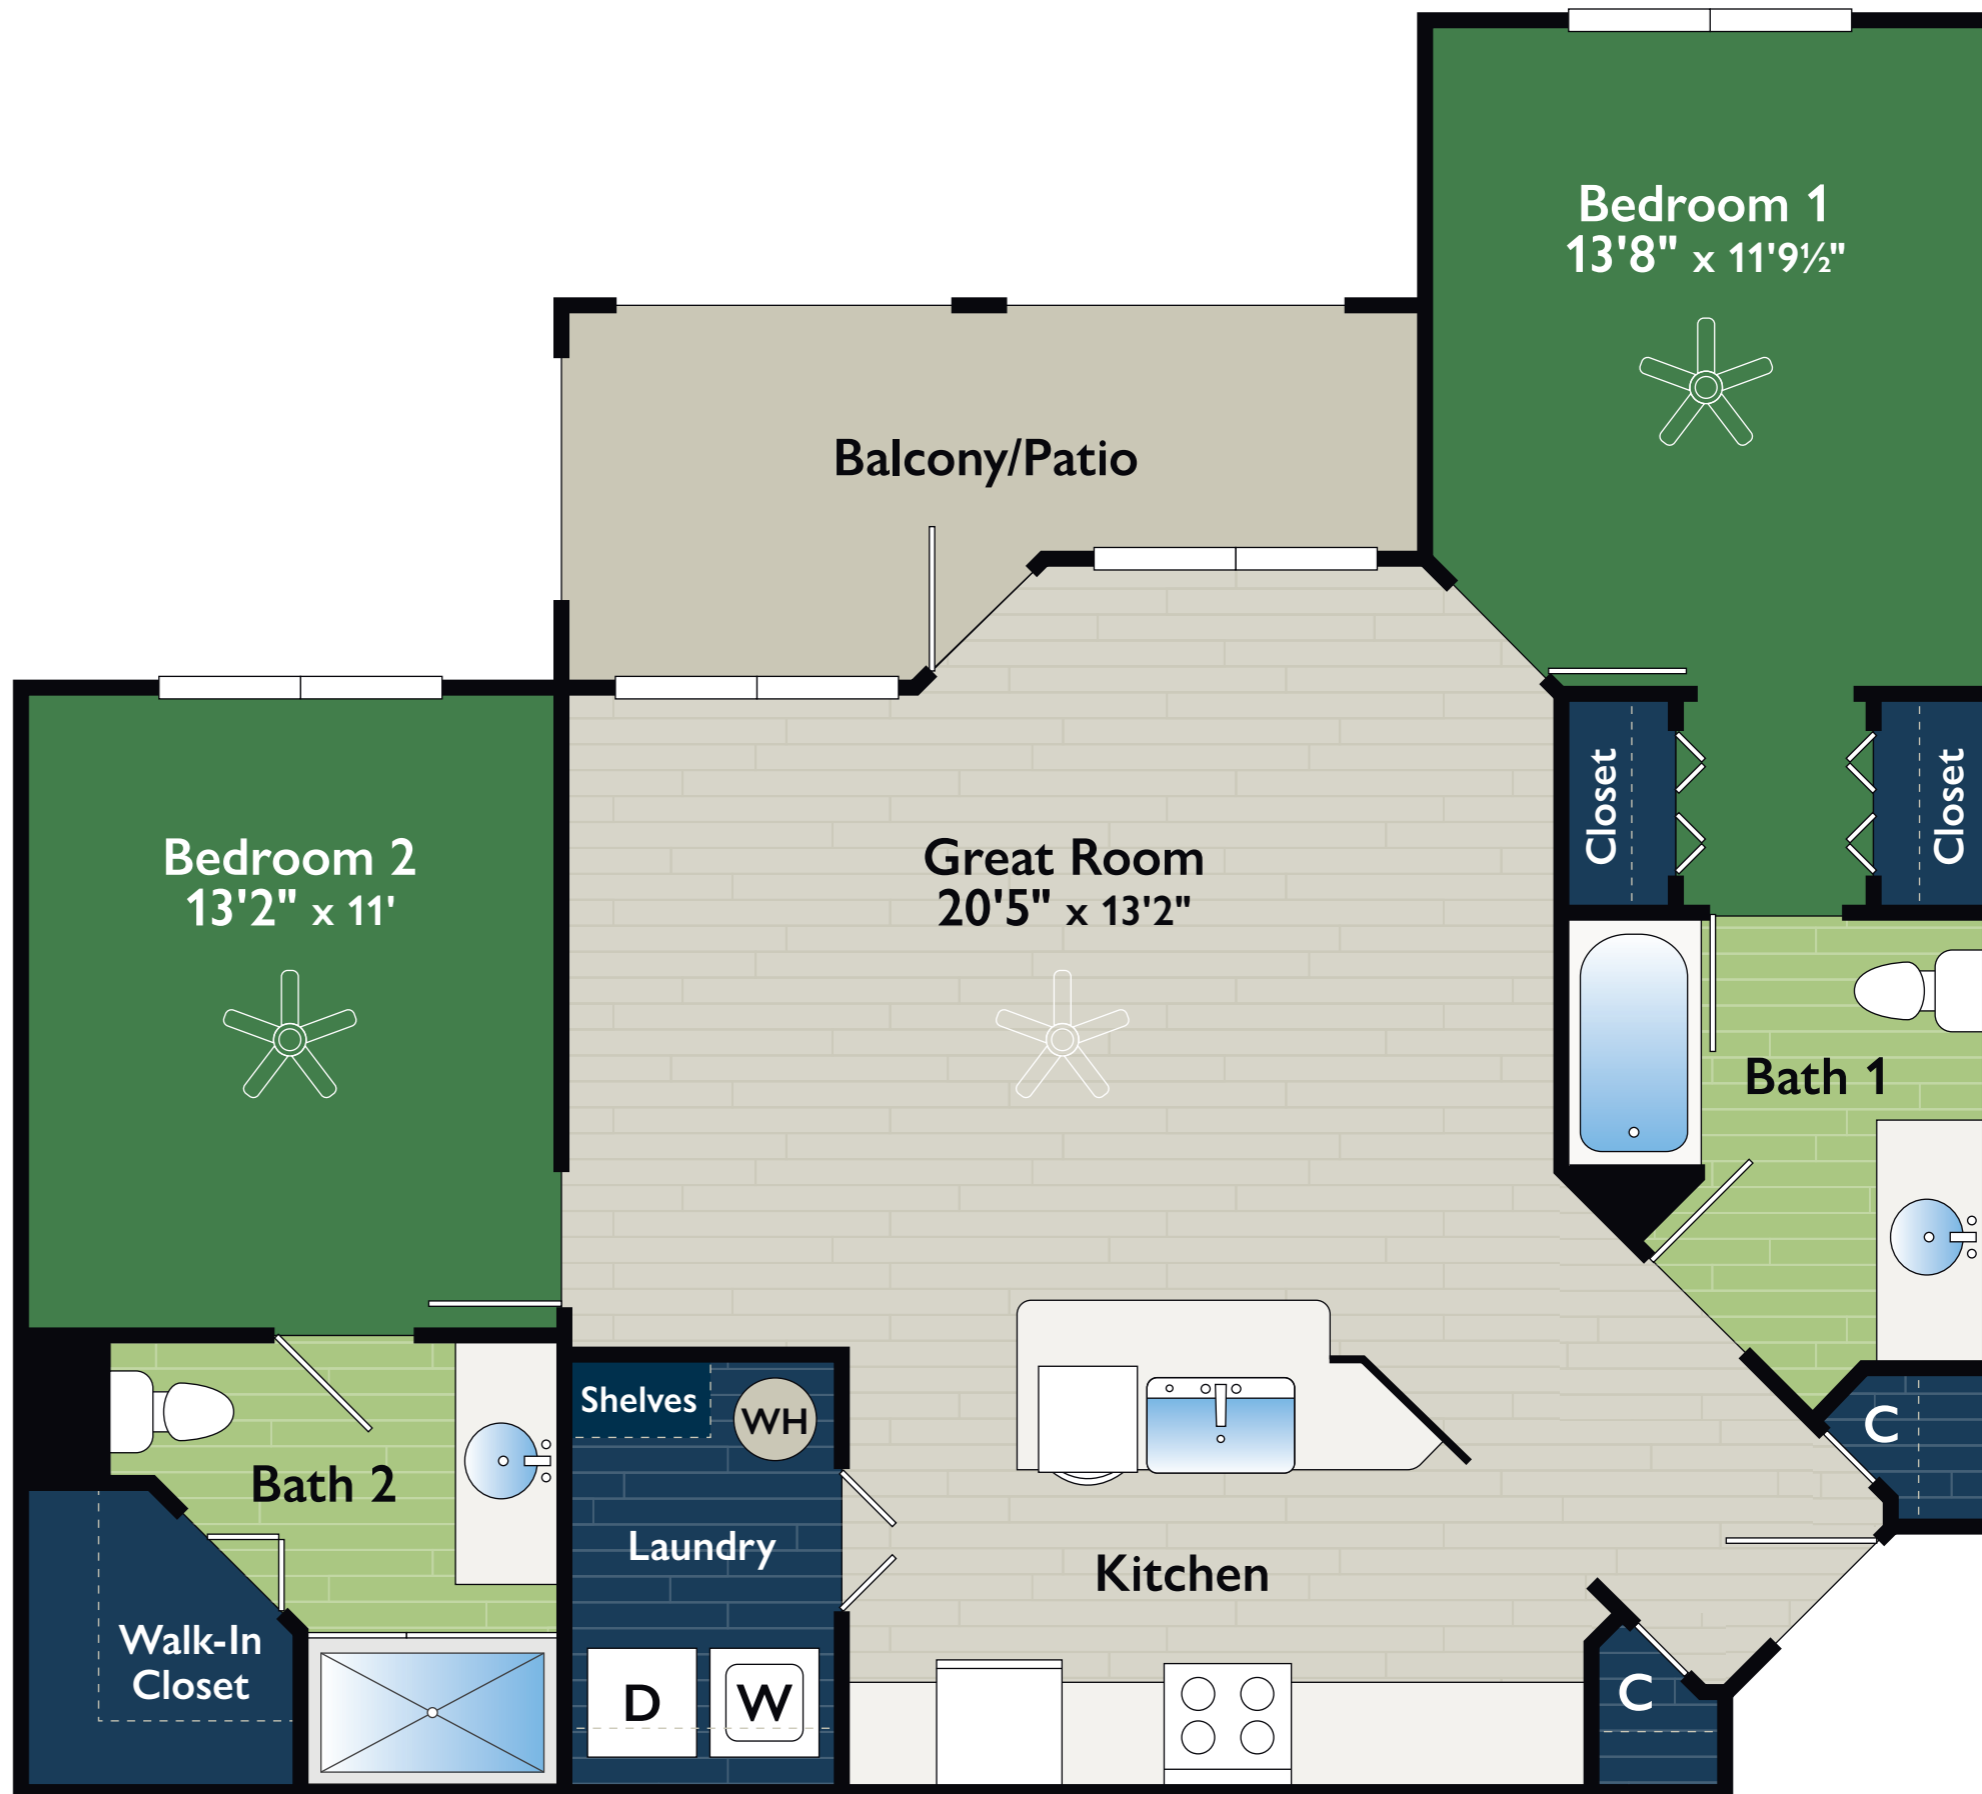 Bedroom 1
13'8" x 11'9½"
Balcony/Patio
Closet
Closet
Bedroom 2
13'2" x 11'
Great Room
20'5" x 13'2"
Bath 1
Shelves
WH
C
Bath 2
Laundry
Kitchen
Walk-In
Closet
D
W
C